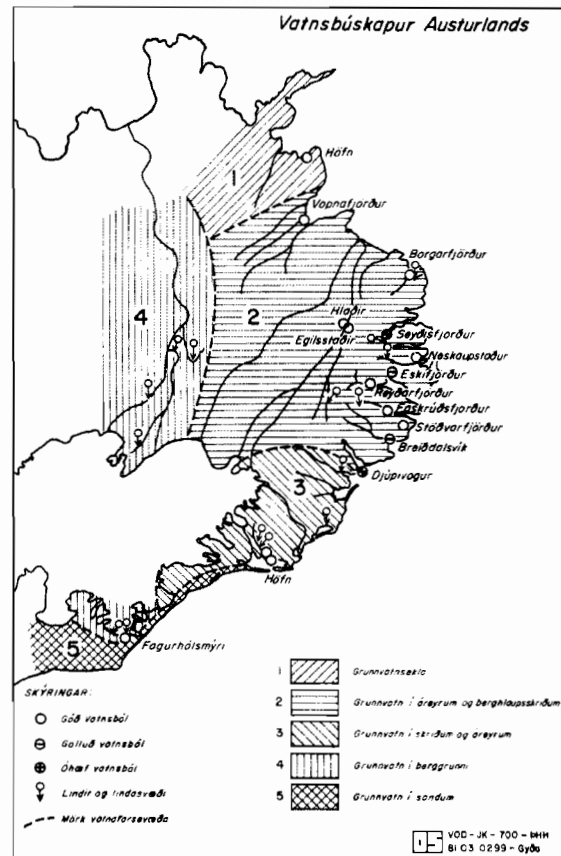 Vatnsbúskapur Austurlands
Höfn
1
Vopnafjörður
Borgarfjörður
4
2
Hlaðir
Egilsstaðir
Seyðisfjörður
Neskaupstaður
Eskifjörður
Reyðarfjörður
Fáskrúðsfjörður
Stöðvarfjörður
Breiðdalsvík
3
Djúpivogur
Höfn
5
Fagurhólsmýri
SKÝRINGAR:
Góð vatnsból
Gölluð vatnsból
Óhæf vatnsból
Lindir og lindasvæði
Mörk vatnafarsvæða
1 Grunnvatnsekla
2 Grunnvatn í áreyrum og berghlaupsskriðum
3 Grunnvatn í skriðum og áreyrum
4 Grunnvatn í berggrunni
5 Grunnvatn í söndum
VOD-JK-700-ÞHH
81 03 0299-Gyða